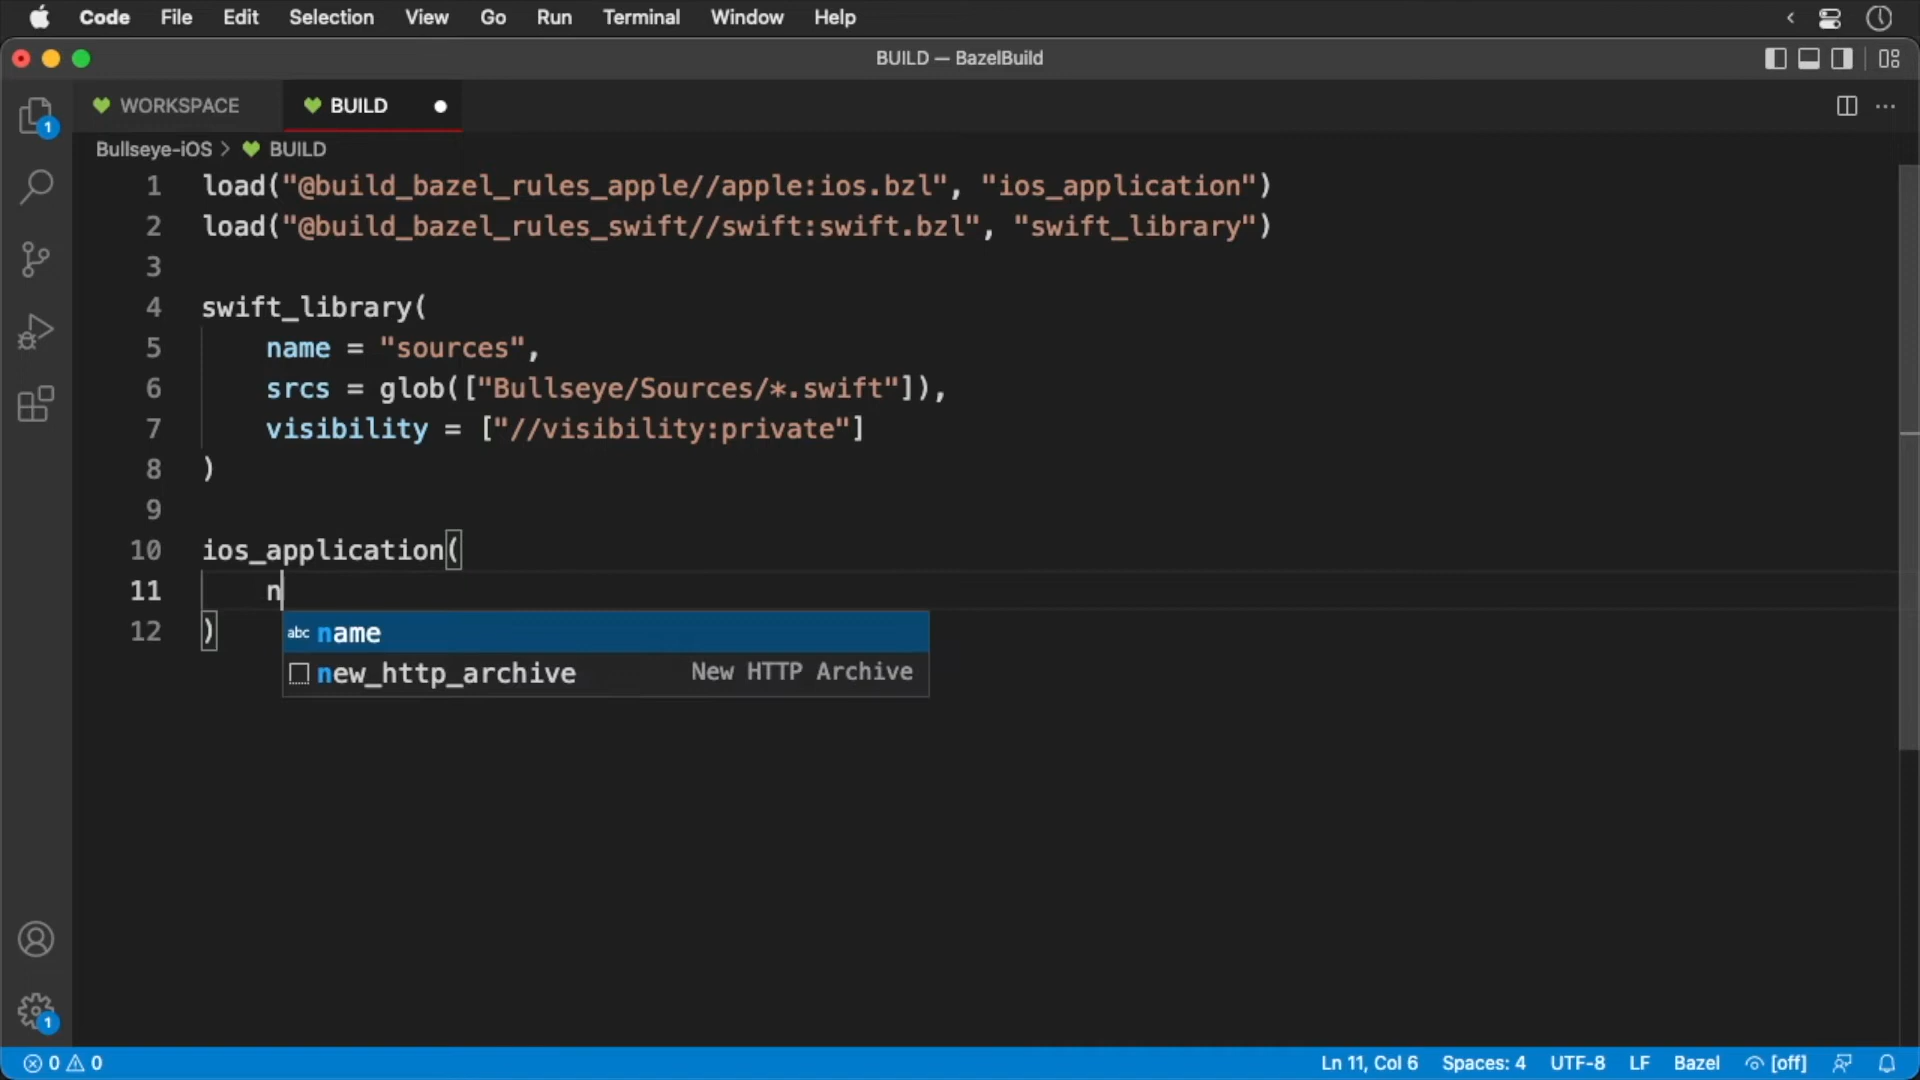 Code File Edit Selection View Go Run Terminal Window Help
BUILD — BazelBuild
WORKSPACE BUILD
Bullseye-iOS > BUILD
1 load("@build_bazel_rules_apple//apple:ios.bzl", "ios_application")
2 load("@build_bazel_rules_swift//swift:swift.bzl", "swift_library")
3
4 swift_library(
5 name = "sources",
6 srcs = glob(["Bullseye/Sources/*.swift"]),
7 visibility = ["//visibility:private"]
8 )
9
10 ios_application(
11 n
12 )
abc name
new_http_archive New HTTP Archive
1
1
0 0 Ln 11, Col 6 Spaces: 4 UTF-8 LF Bazel [off]